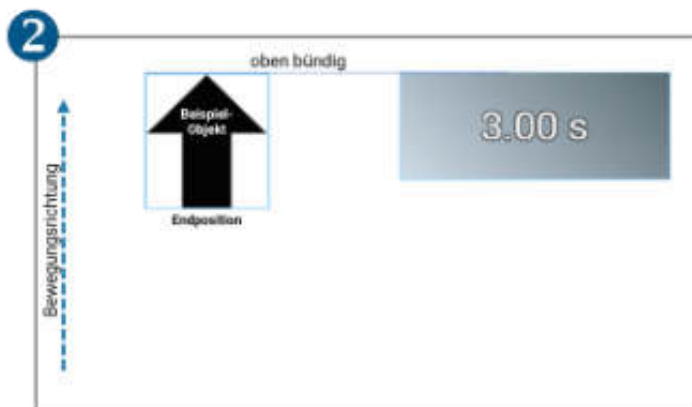 2
oben bündig
Beispiel-
Objekt
3.00 s
Endposition
Bewegungsrichtung